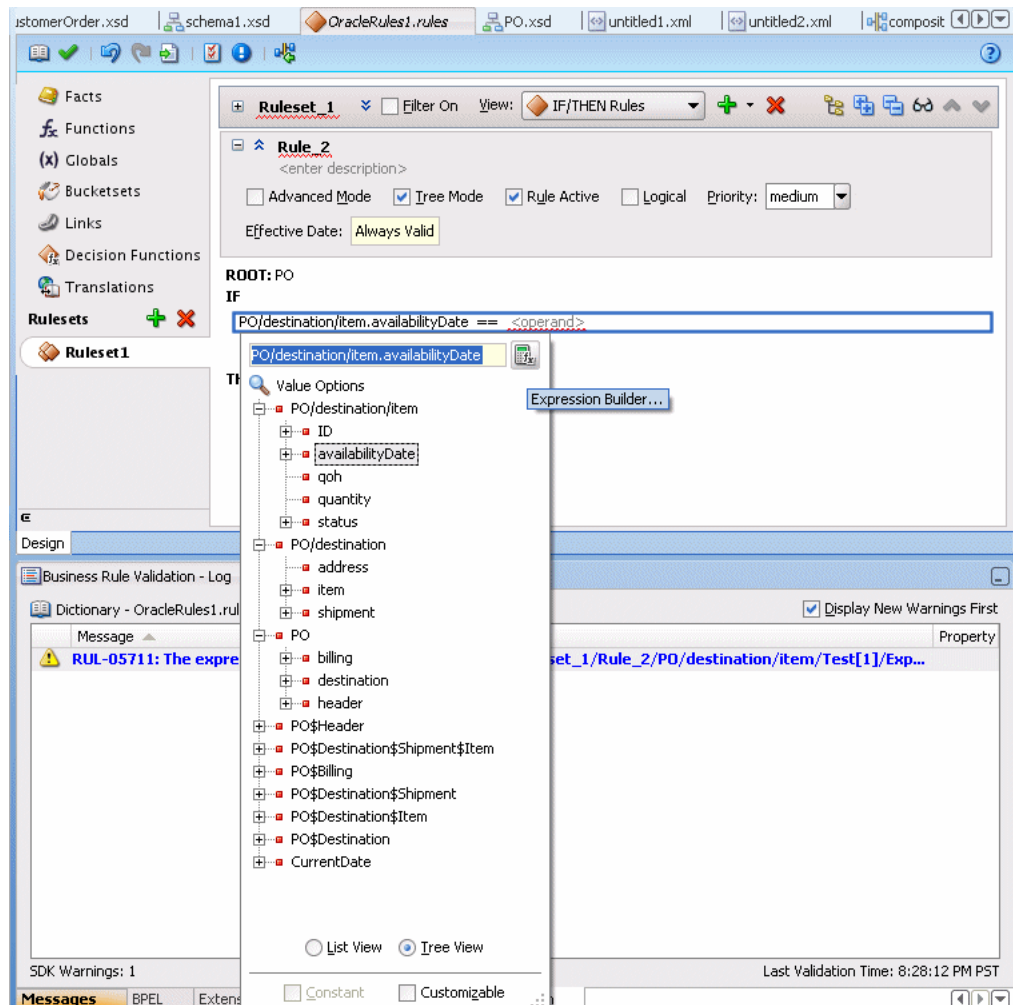 ustomerOrder.xsd schema1.xsd OracleRules1.rules PO.xsd untitled1.xml untitled2.xml composit
Facts
Functions
Globals
Bucketsets
Links
Decision Functions
Translations
Rulesets
Ruleset1
Ruleset_1 Filter On View: IF/THEN Rules
Rule_2
<enter description>
Advanced Mode Tree Mode Rule Active Logical Priority: medium
Effective Date: Always Valid
ROOT: PO
IF
PO/destination/item.availabilityDate == <operand>
TH
PO/destination/item.availabilityDate
Expression Builder...
Value Options
PO/destination/item
ID
availabilityDate
qoh
quantity
status
PO/destination
address
item
shipment
PO
billing
destination
header
PO$Header
PO$Destination$Shipment$Item
PO$Billing
PO$Destination$Shipment
PO$Destination$Item
PO$Destination
CurrentDate
List View Tree View
Constant Customizable
Design
Business Rule Validation - Log
Dictionary - OracleRules1.rul Display New Warnings First
Message Property
RUL-05711: The expre set_1/Rule_2/PO/destination/item/Test[1]/Exp...
SDK Warnings: 1 Last Validation Time: 8:28:12 PM PST
Messages BPEL Extens